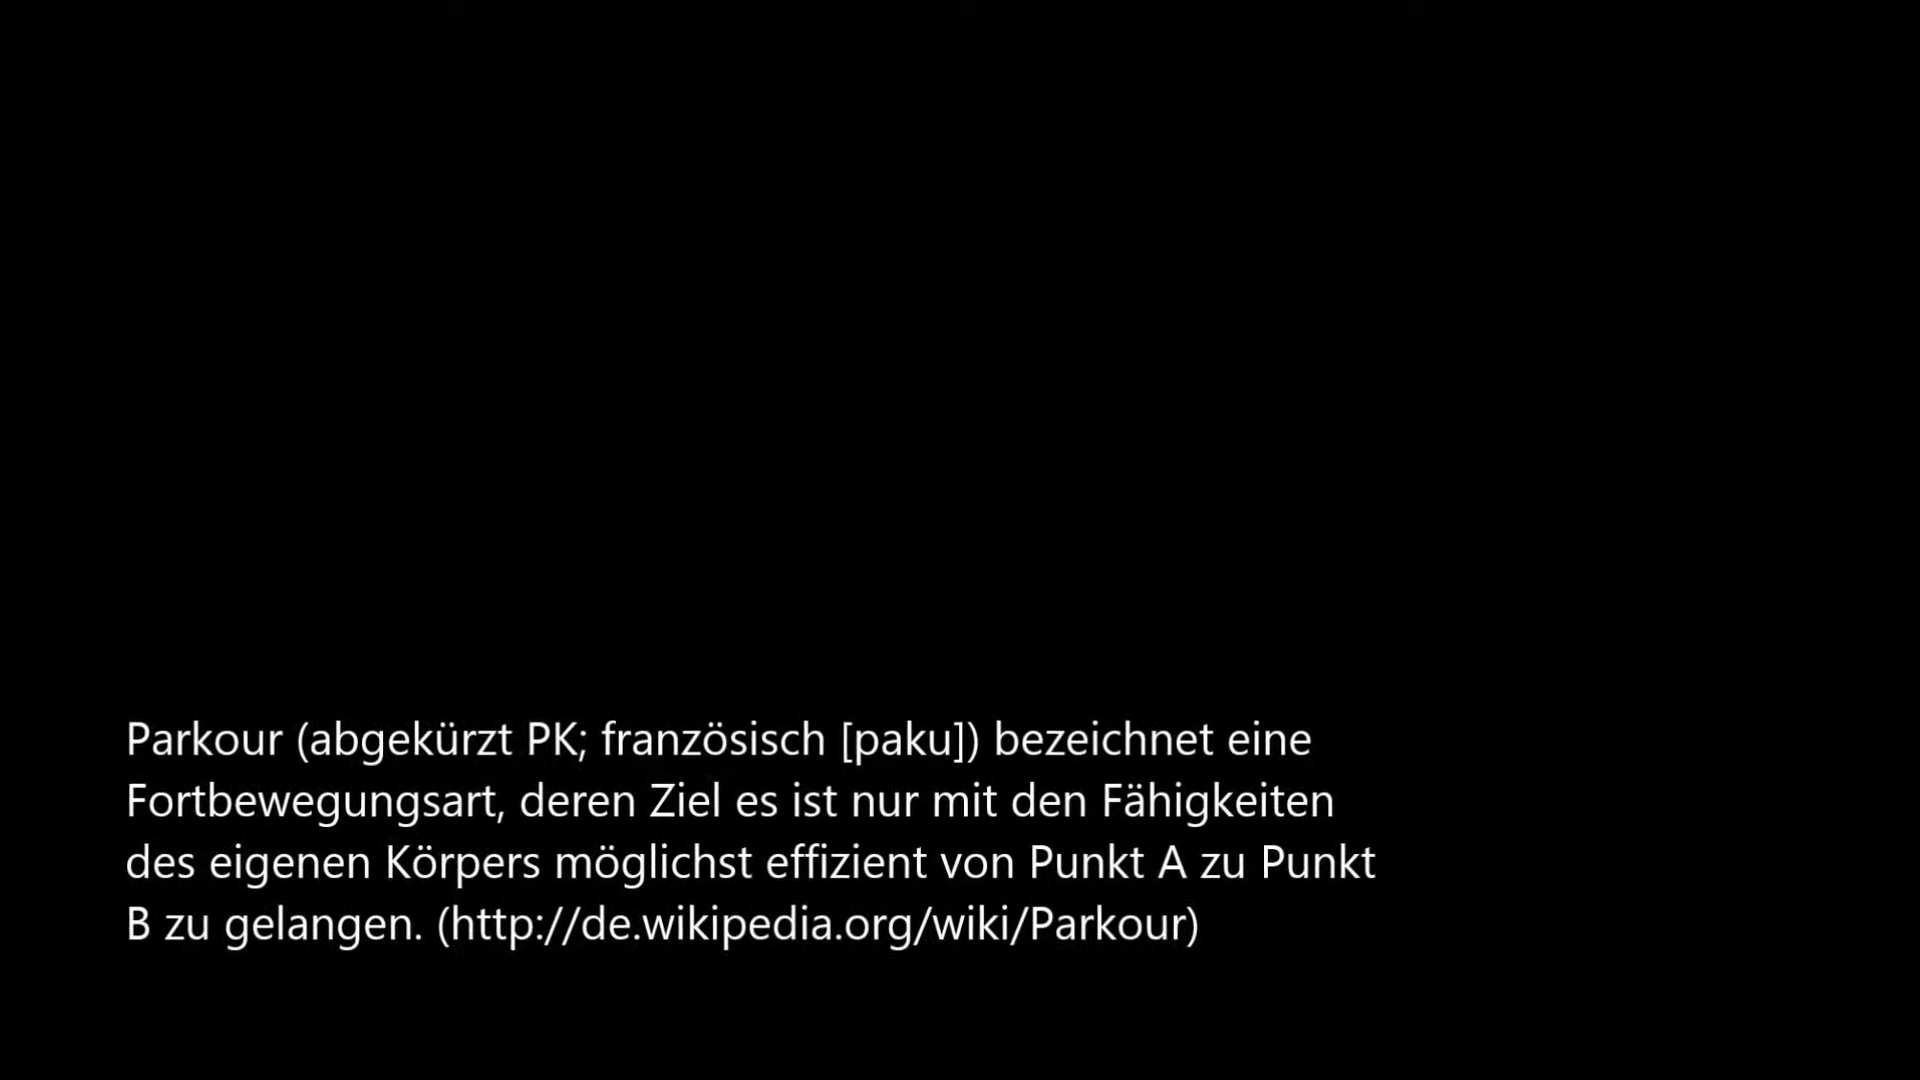 Parkour (abgekürzt PK; französisch [paku]) bezeichnet eine
Fortbewegungsart, deren Ziel es ist nur mit den Fähigkeiten
des eigenen Körpers möglichst effizient von Punkt A zu Punkt
B zu gelangen. (http://de.wikipedia.org/wiki/Parkour)